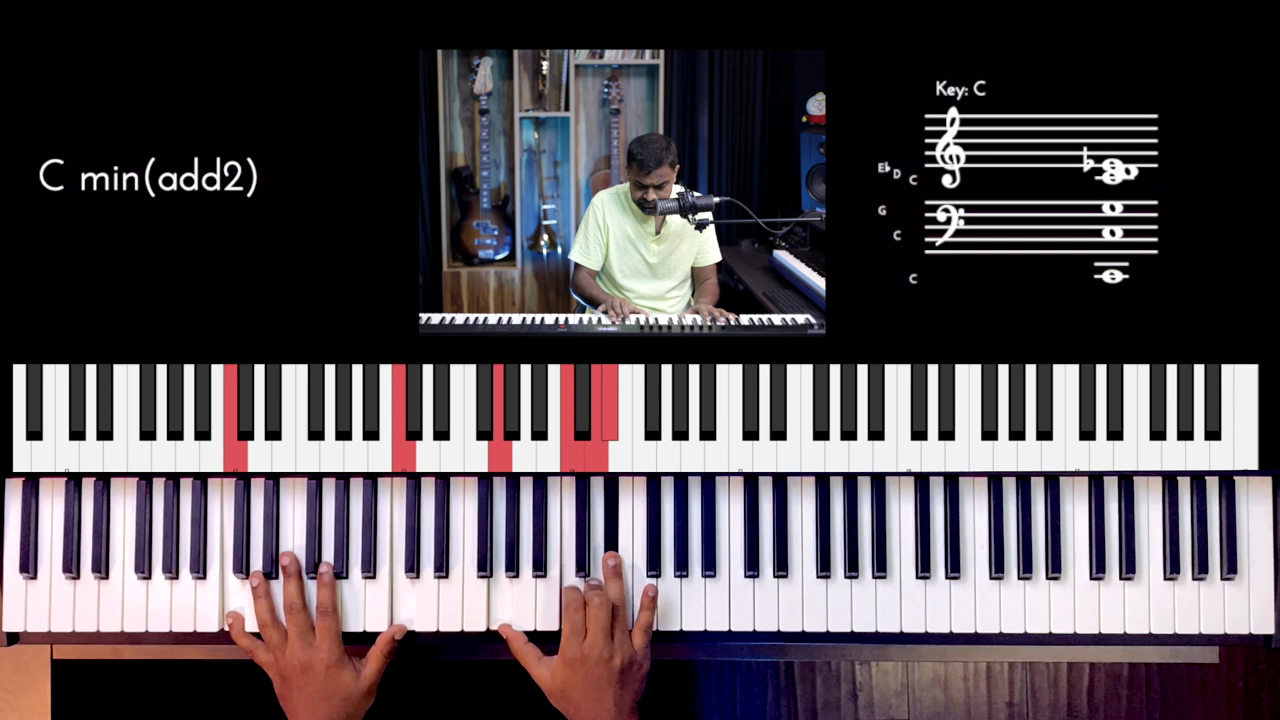 C min(add2)
Key: C
E♭ D C
G
C
C